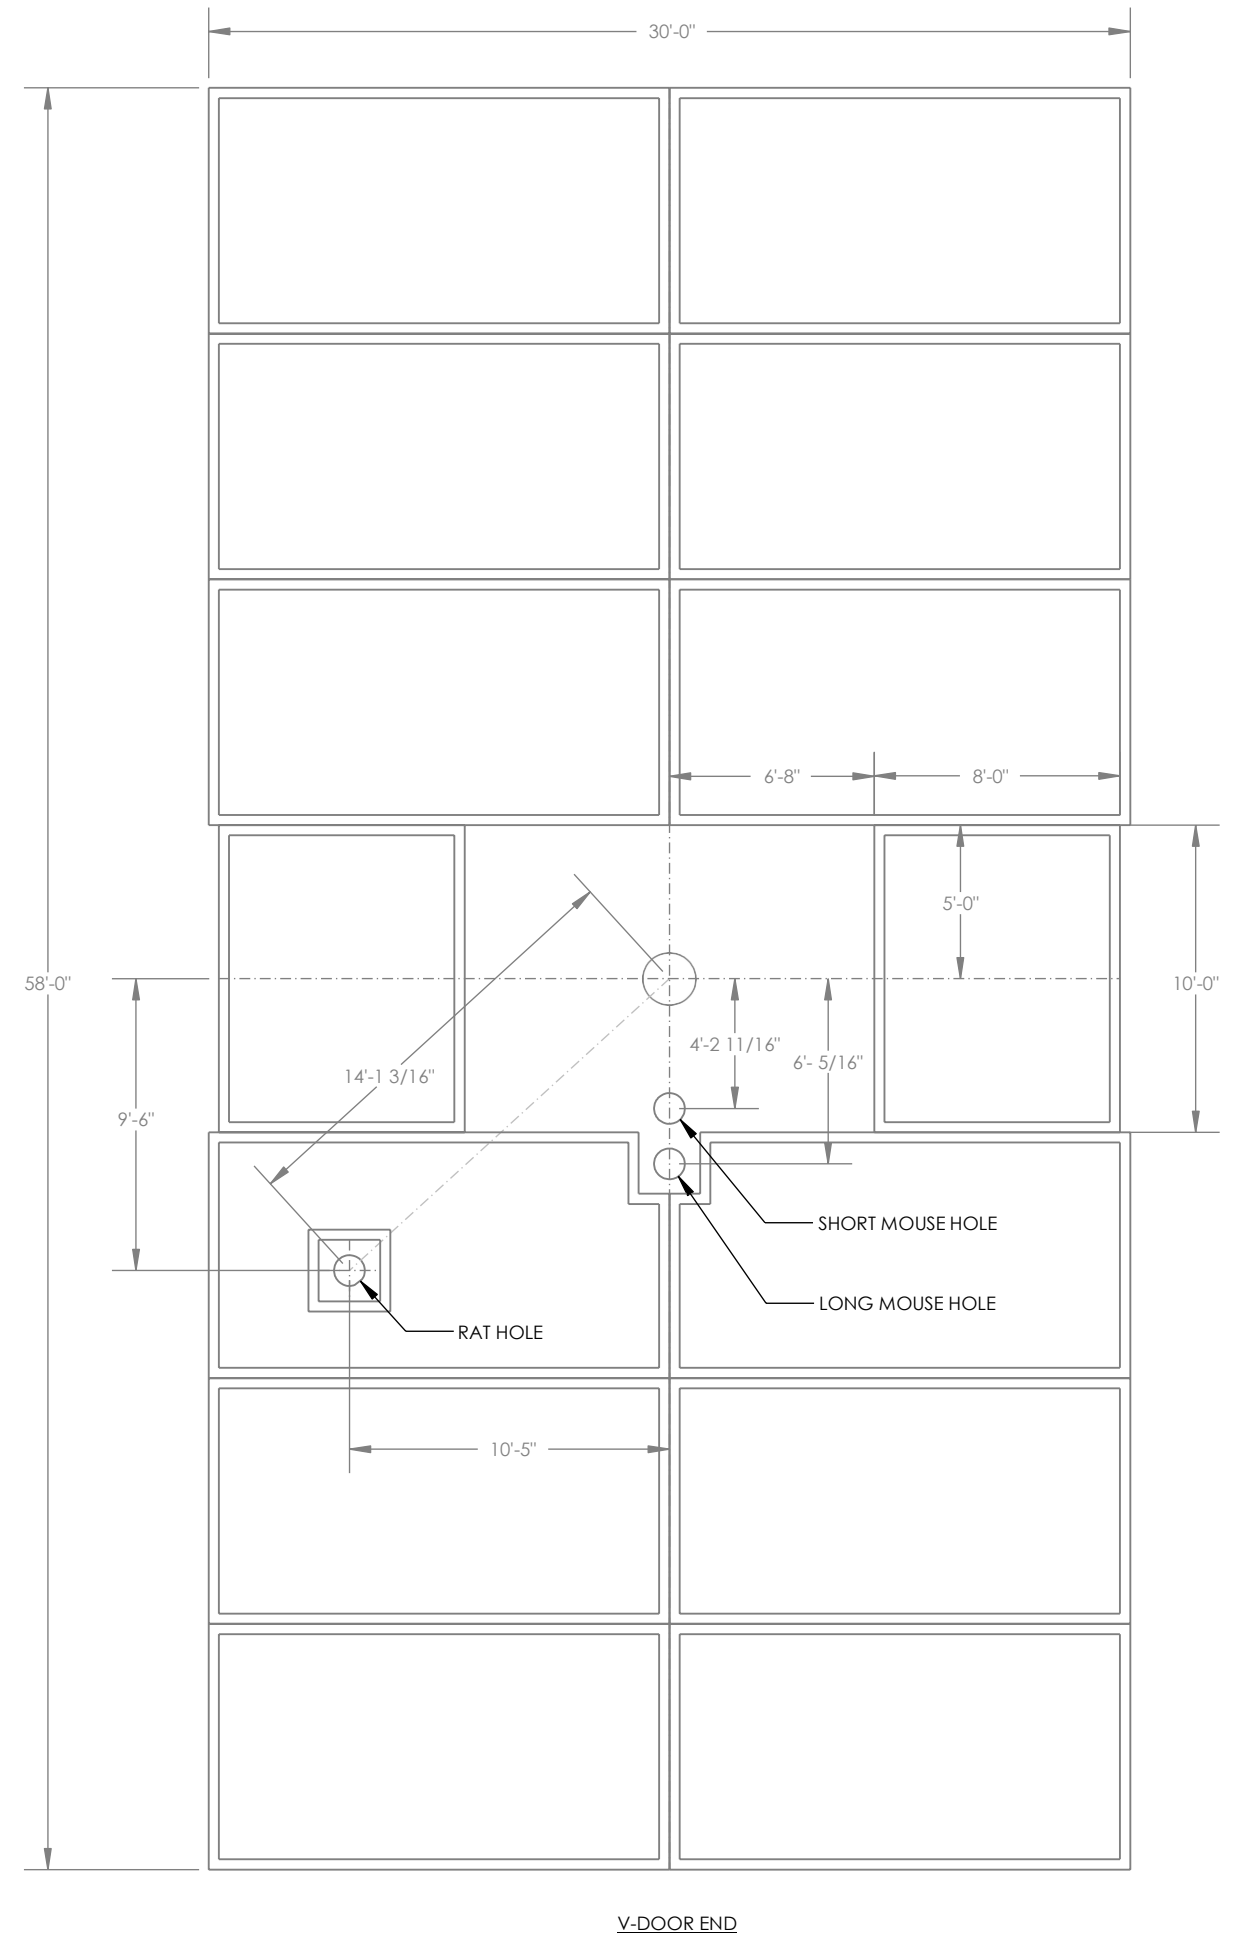 30'-0"
6'-8"
8'-0"
5'-0"
58'-0"
10'-0"
4'-2 11/16"
6'- 5/16"
14'-1 3/16"
9'-6"
SHORT MOUSE HOLE
LONG MOUSE HOLE
RAT HOLE
10'-5"
V-DOOR END